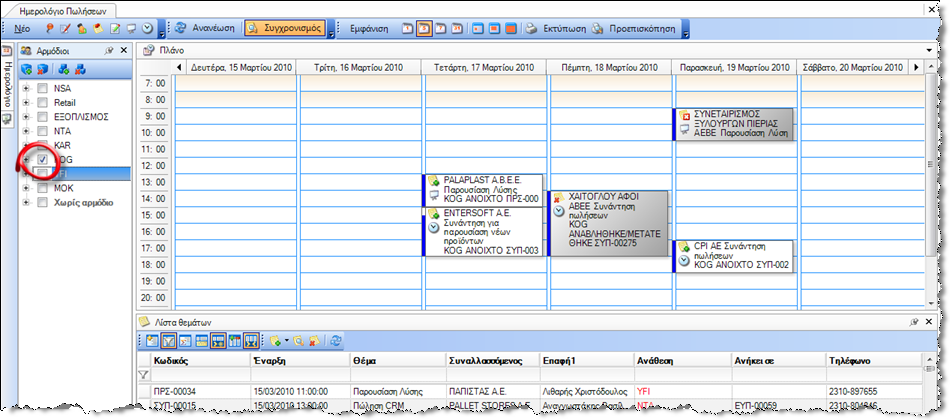 Ημερολόγιο Πωλήσεων
Νέο Ανανέωση Συγχρονισμός Εμφάνιση Εκτύπωση Προεπισκόπηση
Ημερολόγιο
Αρμόδιοι
NSA
Retail
ΕΞΟΠΛΙΣΜΟΣ
NTA
KAR
KOG
YFI
MOK
Χωρίς αρμόδιο
Πλάνο
Δευτέρα, 15 Μαρτίου 2010 Τρίτη, 16 Μαρτίου 2010 Τετάρτη, 17 Μαρτίου 2010 Πέμπτη, 18 Μαρτίου 2010 Παρασκευή, 19 Μαρτίου 2010 Σάββατο, 20 Μαρτίου 2010
7: 00
8: 00
9: 00
10: 00
11: 00
12: 00
13: 00
14: 00
15: 00
16: 00
17: 00
18: 00
19: 00
20: 00
PALAPLAST Α.Β.Ε.Ε.
Παρουσίαση Λύσης
KOG ΑΝΟΙΧΤΟ ΠΡΣ-000
ENTERSOFT Α.Ε.
Συνάντηση για
παρουσίαση νέων
προϊόντων
KOG ΑΝΟΙΧΤΟ ΣΥΠ-003
ΧΑΙΤΟΓΛΟΥ ΑΦΟΙ
ΑΒΕΕ Συνάντηση
πωλήσεων
KOG
ΑΝΑΒΛΗΘΗΚΕ/ΜΕΤΑΤΕ
ΘΗΚΕ ΣΥΠ-00275
ΣΥΝΕΤΑΙΡΙΣΜΟΣ
ΞΥΛΟΥΡΓΩΝ ΠΙΕΡΙΑΣ
ΑΕΒΕ Παρουσίαση Λύση
CPI ΑΕ Συνάντηση
πωλήσεων
KOG ΑΝΟΙΧΤΟ ΣΥΠ-002
Λίστα θεμάτων
Κωδικός Έναρξη Θέμα Συναλλασσόμενος Επαφή1 Ανάθεση Ανήκει σε Τηλέφωνο
ΠΡΣ-00034 15/03/2010 11:00:00 Παρουσίαση Λύσης ΠΑΠΙΣΤΑΣ Α.Ε. Λιθαρής Χριστόδουλος YFI 2310-897655
ΣΥΠ-00015 15/03/2010 13:00:00 Πώληση CRM PALLET STORES Α.Ε. NTA ΕΥΠ-00059